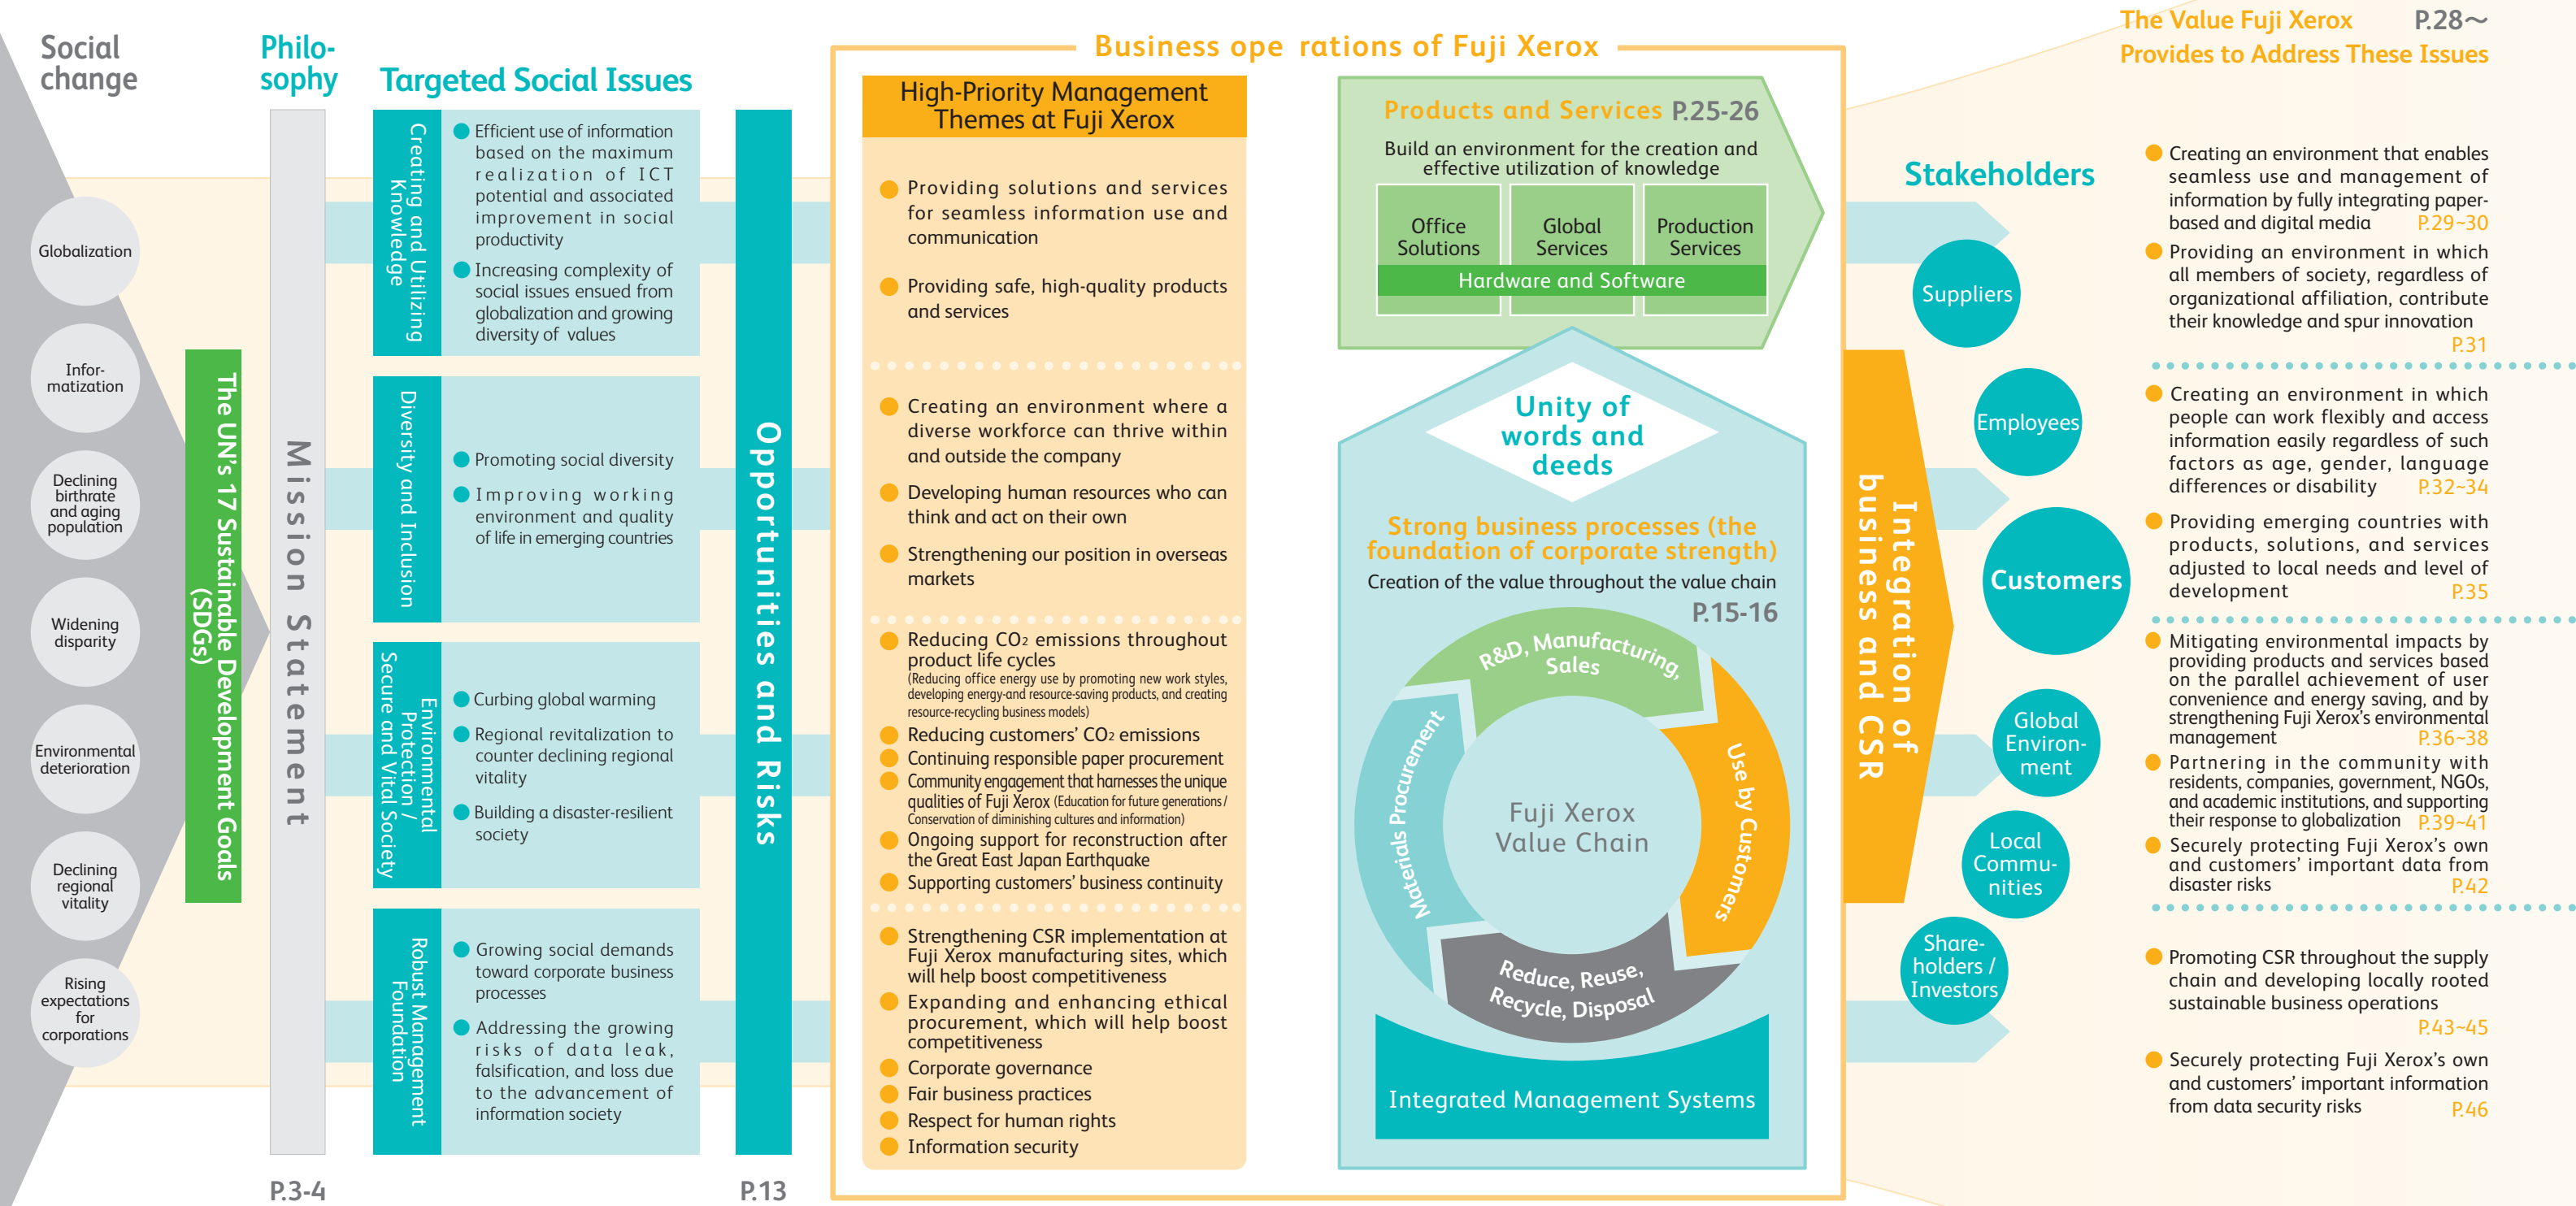 Social
change
Globalization
Infor-
matization
Declining
birthrate
and aging
population
Widening
disparity
Environmental
deterioration
Declining
regional
vitality
Rising
expectations
for
corporations
The UN's 17 Sustainable Development Goals
(SDGs)
Philo-
sophy
Mission Statement
P.3-4
Targeted Social Issues
Creating and Utilizing
Knowledge
Efficient use of information
based on the maximum
realization of ICT
potential and associated
improvement in social
productivity
Increasing complexity of
social issues ensued from
globalization and growing
diversity of values
Diversity and Inclusion
Promoting social diversity
Improving working
environment and quality
of life in emerging countries
Environmental
Protection /
Secure and Vital Society
Curbing global warming
Regional revitalization to
counter declining regional
vitality
Building a disaster-resilient
society
Robust Management
Foundation
Growing social demands
toward corporate business
processes
Addressing the growing
risks of data leak,
falsification, and loss due
to the advancement of
information society
Opportunities and Risks
P.13
Business ope rations of Fuji Xerox
High-Priority Management
Themes at Fuji Xerox
Providing solutions and services
for seamless information use and
communication
Providing safe, high-quality products
and services
Creating an environment where a
diverse workforce can thrive within
and outside the company
Developing human resources who can
think and act on their own
Strengthening our position in overseas
markets
Reducing CO2 emissions throughout
product life cycles
(Reducing office energy use by promoting new work styles,
developing energy-and resource-saving products, and creating
resource-recycling business models)
Reducing customers' CO2 emissions
Continuing responsible paper procurement
Community engagement that harnesses the unique
qualities of Fuji Xerox (Education for future generations /
Conservation of diminishing cultures and information)
Ongoing support for reconstruction after
the Great East Japan Earthquake
Supporting customers' business continuity
Strengthening CSR implementation at
Fuji Xerox manufacturing sites, which
will help boost competitiveness
Expanding and enhancing ethical
procurement, which will help boost
competitiveness
Corporate governance
Fair business practices
Respect for human rights
Information security
Products and Services P.25-26
Build an environment for the creation and
effective utilization of knowledge
Office
Solutions
Global
Services
Production
Services
Hardware and Software
Unity of
words and
deeds
Strong business processes (the
foundation of corporate strength)
Creation of the value throughout the value chain
P.15-16
R&D, Manufacturing,
Sales
Use by Customers
Reduce, Reuse,
Recycle, Disposal
Materials Procurement
Fuji Xerox
Value Chain
Integrated Management Systems
Integration of
business and CSR
Stakeholders
Suppliers
Employees
Customers
Global
Environ-
ment
Local
Commu-
nities
Share-
holders /
Investors
The Value Fuji Xerox P.28～
Provides to Address These Issues
Creating an environment that enables
seamless use and management of
information by fully integrating paper-
based and digital media P.29~30
Providing an environment in which
all members of society, regardless of
organizational affiliation, contribute
their knowledge and spur innovation
P.31
Creating an environment in which
people can work flexibly and access
information easily regardless of such
factors as age, gender, language
differences or disability P.32~34
Providing emerging countries with
products, solutions, and services
adjusted to local needs and level of
development P.35
Mitigating environmental impacts by
providing products and services based
on the parallel achievement of user
convenience and energy saving, and by
strengthening Fuji Xerox's environmental
management P.36~38
Partnering in the community with
residents, companies, government, NGOs,
and academic institutions, and supporting
their response to globalization P.39~41
Securely protecting Fuji Xerox's own
and customers' important data from
disaster risks P.42
Promoting CSR throughout the supply
chain and developing locally rooted
sustainable business operations
P.43~45
Securely protecting Fuji Xerox's own
and customers' important information
from data security risks P.46